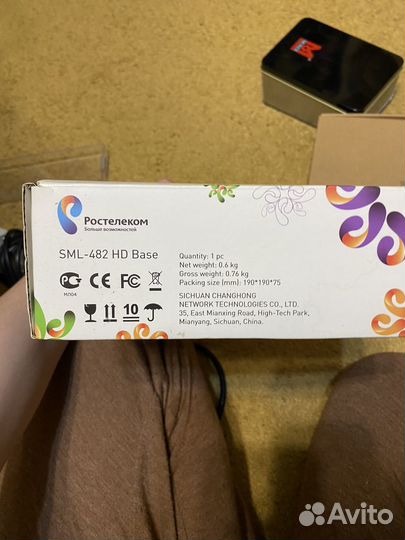 Ростелеком
Больше возможностей
SML-482 HD Base
МЛ04
10
Quantity: 1 pc
Net weight: 0.6 kg
Gross weight: 0.76 kg
Packing size (mm): 190*190*75
SICHUAN CHANGHONG
NETWORK TECHNOLOGIES CO., LTD.
35, East Mianxing Road, High-Tech Park,
Mianyang, Sichuan, China.
Avito